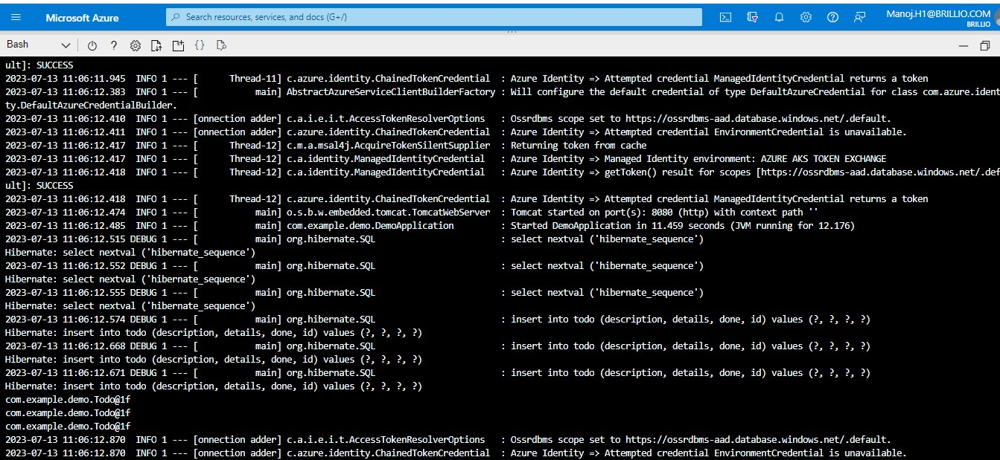 Microsoft Azure
Search resources, services, and docs (G+/)
Manoj.H1@BRILLIO.COM
BRILLIO
Bash
ult]: SUCCESS
2023-07-13 11:06:11.945  INFO 1 --- [      Thread-11] c.azure.identity.ChainedTokenCredential  : Azure Identity => Attempted credential ManagedIdentityCredential returns a token
2023-07-13 11:06:12.383  INFO 1 --- [           main] AbstractAzureServiceClientBuilderFactory : Will configure the default credential of type DefaultAzureCredential for class com.azure.ident
ty.DefaultAzureCredentialBuilder.
2023-07-13 11:06:12.410  INFO 1 --- [onnection adder] c.a.i.e.i.t.AccessTokenResolverOptions   : Ossrdbms scope set to https://ossrdbms-aad.database.windows.net/.default.
2023-07-13 11:06:12.411  INFO 1 --- [onnection adder] c.azure.identity.ChainedTokenCredential  : Azure Identity => Attempted credential EnvironmentCredential is unavailable.
2023-07-13 11:06:12.417  INFO 1 --- [      Thread-12] c.m.a.msal4j.AcquireTokenSilentSupplier  : Returning token from cache
2023-07-13 11:06:12.417  INFO 1 --- [      Thread-12] c.a.identity.ManagedIdentityCredential   : Azure Identity => Managed Identity environment: AZURE AKS TOKEN EXCHANGE
2023-07-13 11:06:12.418  INFO 1 --- [      Thread-12] c.a.identity.ManagedIdentityCredential   : Azure Identity => getToken() result for scopes [https://ossrdbms-aad.database.windows.net/.def
ult]: SUCCESS
2023-07-13 11:06:12.418  INFO 1 --- [      Thread-12] c.azure.identity.ChainedTokenCredential  : Azure Identity => Attempted credential ManagedIdentityCredential returns a token
2023-07-13 11:06:12.474  INFO 1 --- [           main] o.s.b.w.embedded.tomcat.TomcatWebServer  : Tomcat started on port(s): 8080 (http) with context path ''
2023-07-13 11:06:12.485  INFO 1 --- [           main] com.example.demo.DemoApplication         : Started DemoApplication in 11.459 seconds (JVM running for 12.176)
2023-07-13 11:06:12.515 DEBUG 1 --- [           main] org.hibernate.SQL                        : select nextval ('hibernate_sequence')
Hibernate: select nextval ('hibernate_sequence')
2023-07-13 11:06:12.552 DEBUG 1 --- [           main] org.hibernate.SQL                        : select nextval ('hibernate_sequence')
Hibernate: select nextval ('hibernate_sequence')
2023-07-13 11:06:12.555 DEBUG 1 --- [           main] org.hibernate.SQL                        : select nextval ('hibernate_sequence')
Hibernate: select nextval ('hibernate_sequence')
2023-07-13 11:06:12.574 DEBUG 1 --- [           main] org.hibernate.SQL                        : insert into todo (description, details, done, id) values (?, ?, ?, ?)
Hibernate: insert into todo (description, details, done, id) values (?, ?, ?, ?)
2023-07-13 11:06:12.668 DEBUG 1 --- [           main] org.hibernate.SQL                        : insert into todo (description, details, done, id) values (?, ?, ?, ?)
Hibernate: insert into todo (description, details, done, id) values (?, ?, ?, ?)
2023-07-13 11:06:12.671 DEBUG 1 --- [           main] org.hibernate.SQL                        : insert into todo (description, details, done, id) values (?, ?, ?, ?)
Hibernate: insert into todo (description, details, done, id) values (?, ?, ?, ?)
com.example.demo.Todo@1f
com.example.demo.Todo@1f
com.example.demo.Todo@1f
2023-07-13 11:06:12.870  INFO 1 --- [onnection adder] c.a.i.e.i.t.AccessTokenResolverOptions   : Ossrdbms scope set to https://ossrdbms-aad.database.windows.net/.default.
2023-07-13 11:06:12.870  INFO 1 --- [onnection adder] c.azure.identity.ChainedTokenCredential  : Azure Identity => Attempted credential EnvironmentCredential is unavailable.